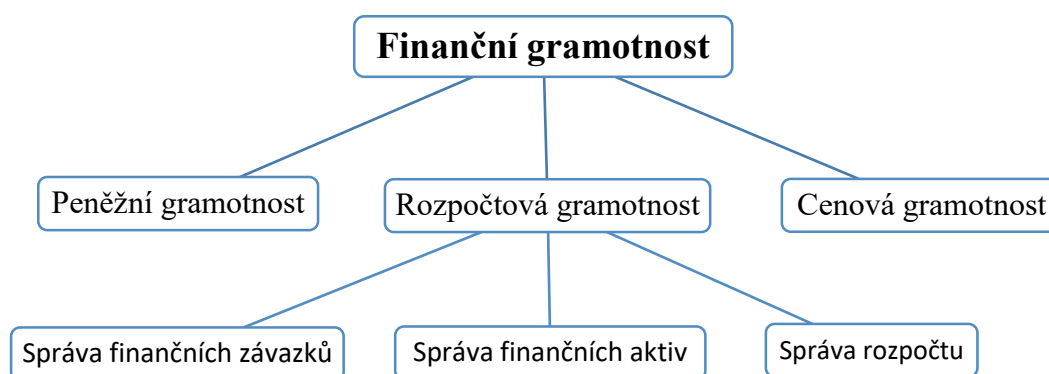 Finanční gramotnost
Peněžní gramotnost
Rozpočtová gramotnost
Cenová gramotnost
Správa finančních závazků
Správa finančních aktiv
Správa rozpočtu